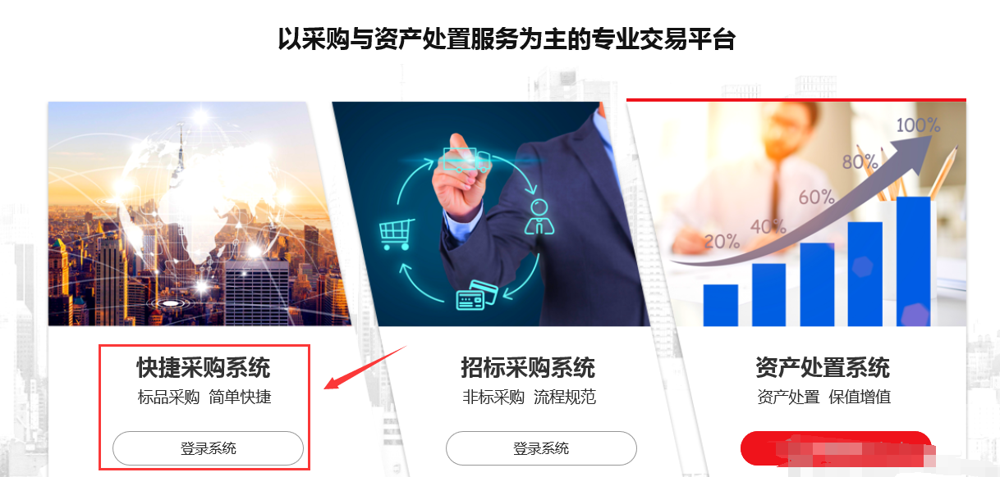 以采购与资产处置服务为主的专业交易平台
20%
40%
60%
80%
100%
快捷采购系统
标品采购 简单快捷
登录系统
招标采购系统
非标采购 流程规范
登录系统
资产处置系统
资产处置 保值增值